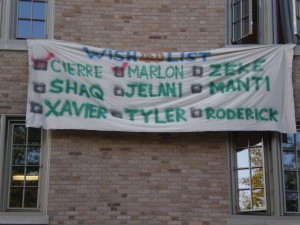 WISH LIST
CIERRE MARLON ZEKE
SHAQ JELANI MANTI
XAVIER TYLER RODERICK